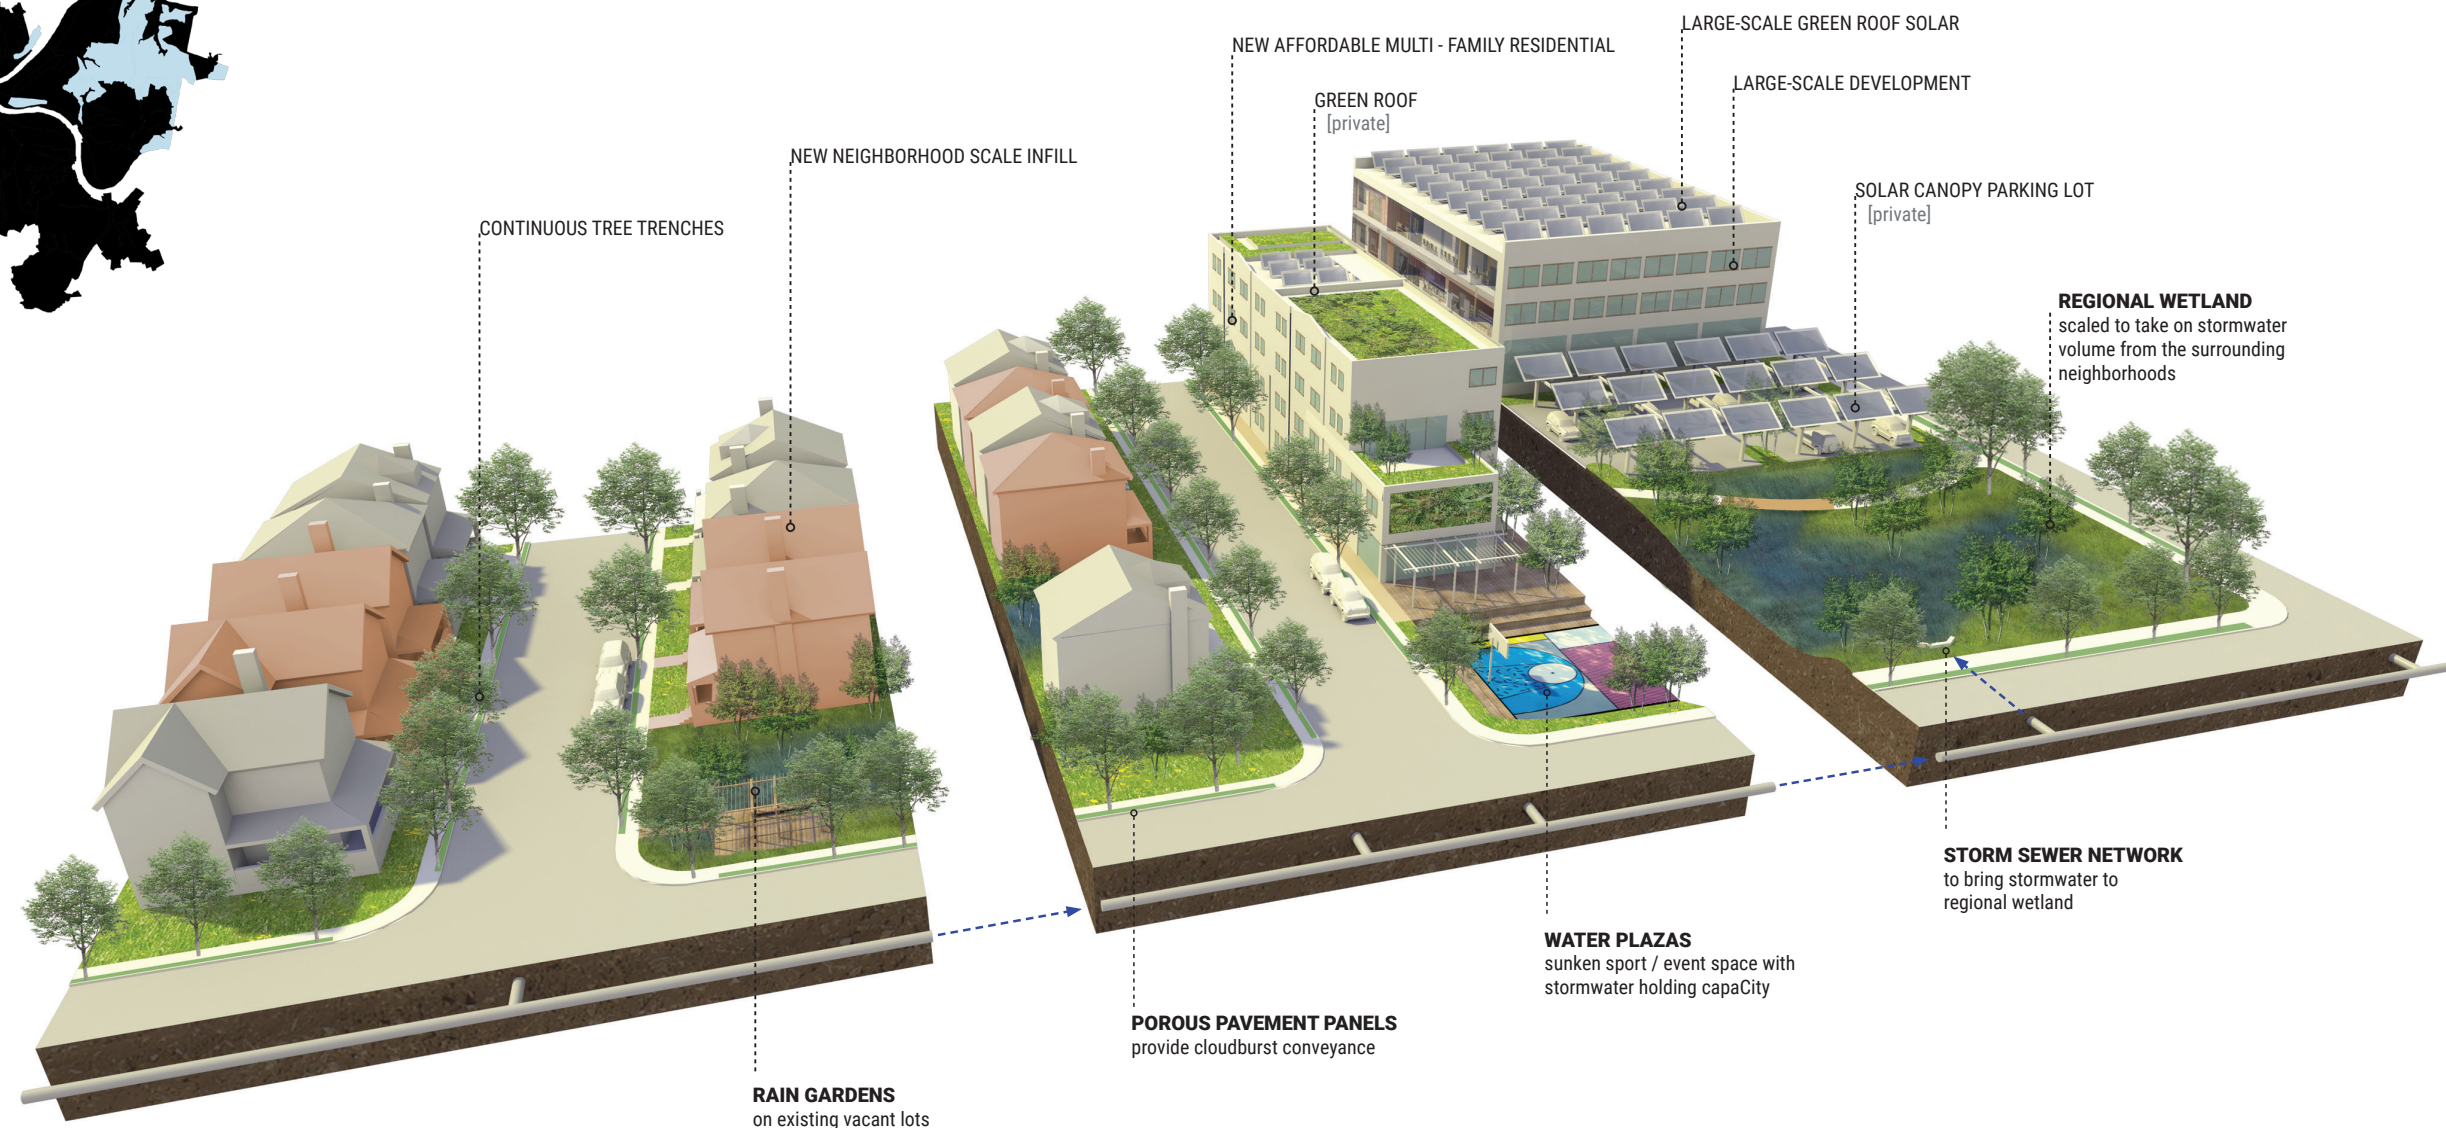 LARGE-SCALE GREEN ROOF SOLAR
NEW AFFORDABLE MULTI - FAMILY RESIDENTIAL
LARGE-SCALE DEVELOPMENT
GREEN ROOF
[private]
NEW NEIGHBORHOOD SCALE INFILL
SOLAR CANOPY PARKING LOT
[private]
CONTINUOUS TREE TRENCHES
REGIONAL WETLAND
scaled to take on stormwater
volume from the surrounding
neighborhoods
STORM SEWER NETWORK
to bring stormwater to
regional wetland
WATER PLAZAS
sunken sport / event space with
stormwater holding capaCity
POROUS PAVEMENT PANELS
provide cloudburst conveyance
RAIN GARDENS
on existing vacant lots